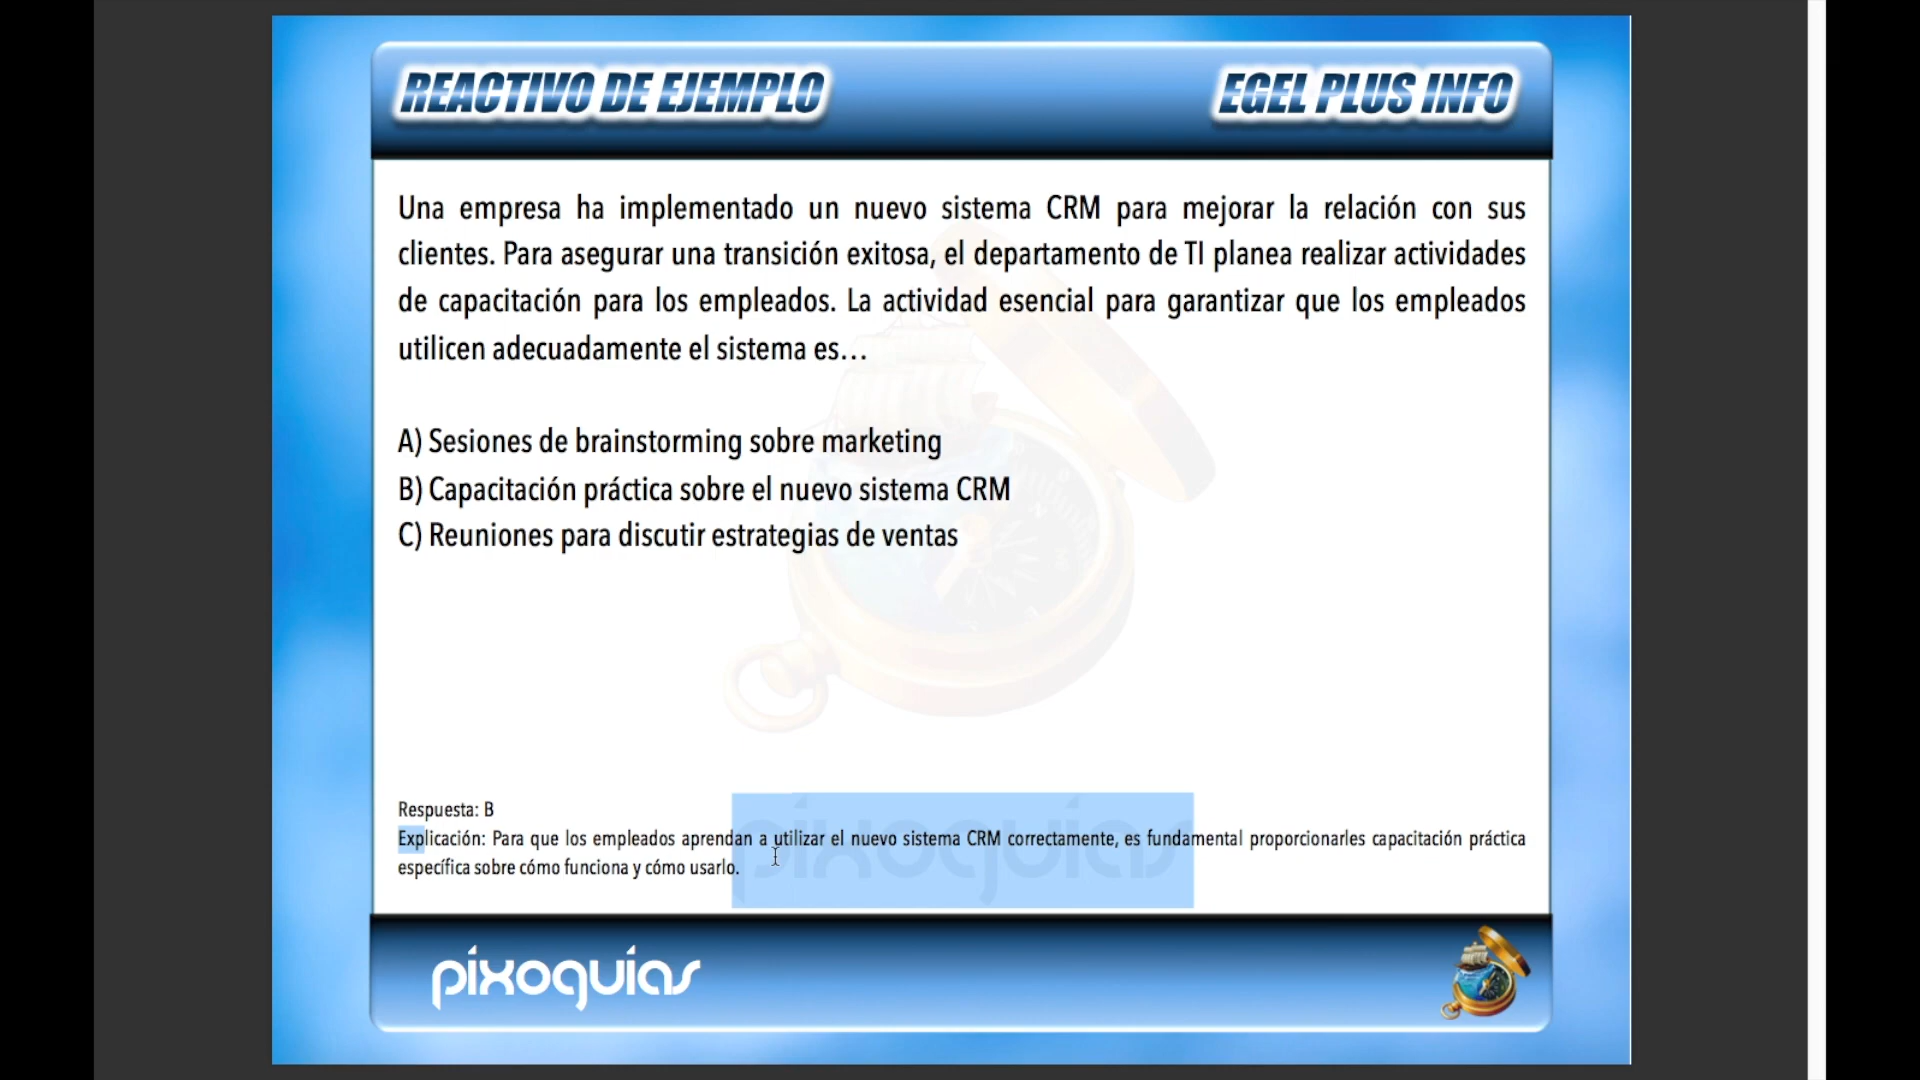 REACTIVO DE EJEMPLO
EGEL PLUS INFO
Una empresa ha implementado un nuevo sistema CRM para mejorar la relación con sus
clientes. Para asegurar una transición exitosa, el departamento de TI planea realizar actividades
de capacitación para los empleados. La actividad esencial para garantizar que los empleados
utilicen adecuadamente el sistema es…
A) Sesiones de brainstorming sobre marketing
B) Capacitación práctica sobre el nuevo sistema CRM
C) Reuniones para discutir estrategias de ventas
Respuesta: B
Explicación: Para que los empleados aprendan a utilizar el nuevo sistema CRM correctamente, es fundamental proporcionarles capacitación práctica
específica sobre cómo funciona y cómo usarlo.
pixoguías
pixoguías